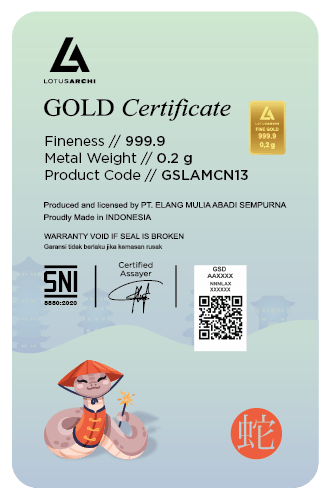 LOTUSARCHI
GOLD Certificate
LOTUSARCHI
FINE GOLD
999.9
0,2 g
Fineness // 999.9
Metal Weight // 0.2 g
Product Code // GSLAMCN13
Produced and licensed by PT. ELANG MULIA ABADI SEMPURNA
Proudly Made in INDONESIA
WARRANTY VOID IF SEAL IS BROKEN
Garansi tidak berlaku jika kemasan rusak
SNI
8880:2020
Certified
Assayer
GSD
AAXXXX
NNNLAX
XXXXXX
蛇